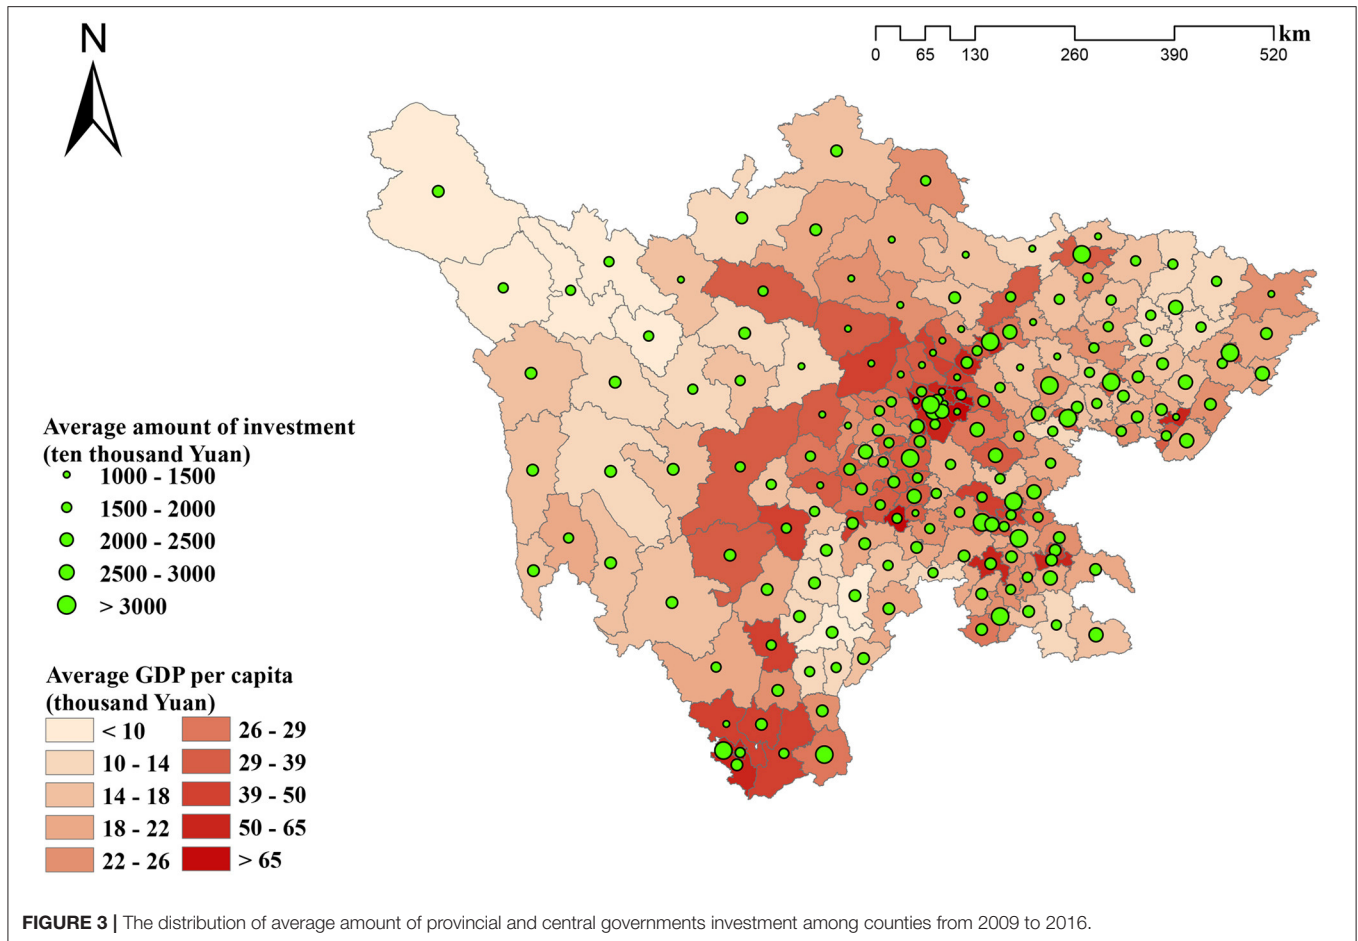 N
km
0 65 130 260 390 520
Average amount of investment
(ten thousand Yuan)
1000 - 1500
1500 - 2000
2000 - 2500
2500 - 3000
> 3000
Average GDP per capita
(thousand Yuan)
< 10
10 - 14
14 - 18
18 - 22
22 - 26
26 - 29
29 - 39
39 - 50
50 - 65
> 65
FIGURE 3 | The distribution of average amount of provincial and central governments investment among counties from 2009 to 2016.